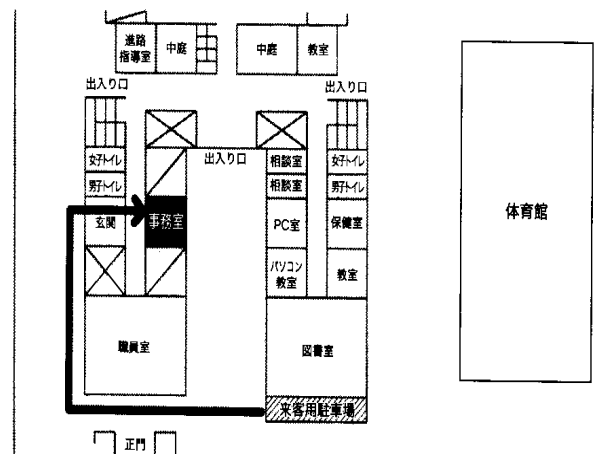 進路
指導室
中庭
中庭
教室
出入り口
出入り口
女子トイレ
男子トイレ
玄関
事務室
出入り口
相談室
相談室
PC室
パソコン
教室
女子トイレ
男子トイレ
保健室
教室
職員室
図書室
来客用駐車場
正門
体育館